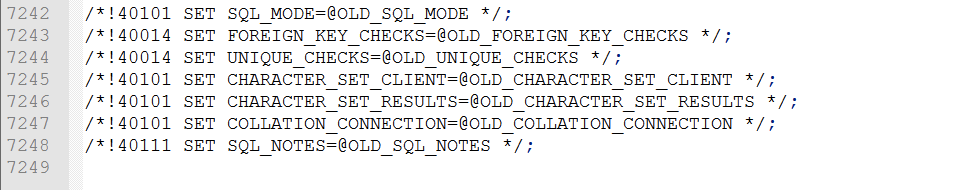 7242 /*!40101 SET SQL_MODE=@OLD_SQL_MODE */;
7243 /*!40014 SET FOREIGN_KEY_CHECKS=@OLD_FOREIGN_KEY_CHECKS */;
7244 /*!40014 SET UNIQUE_CHECKS=@OLD_UNIQUE_CHECKS */;
7245 /*!40101 SET CHARACTER_SET_CLIENT=@OLD_CHARACTER_SET_CLIENT */;
7246 /*!40101 SET CHARACTER_SET_RESULTS=@OLD_CHARACTER_SET_RESULTS */;
7247 /*!40101 SET COLLATION_CONNECTION=@OLD_COLLATION_CONNECTION */;
7248 /*!40111 SET SQL_NOTES=@OLD_SQL_NOTES */;
7249